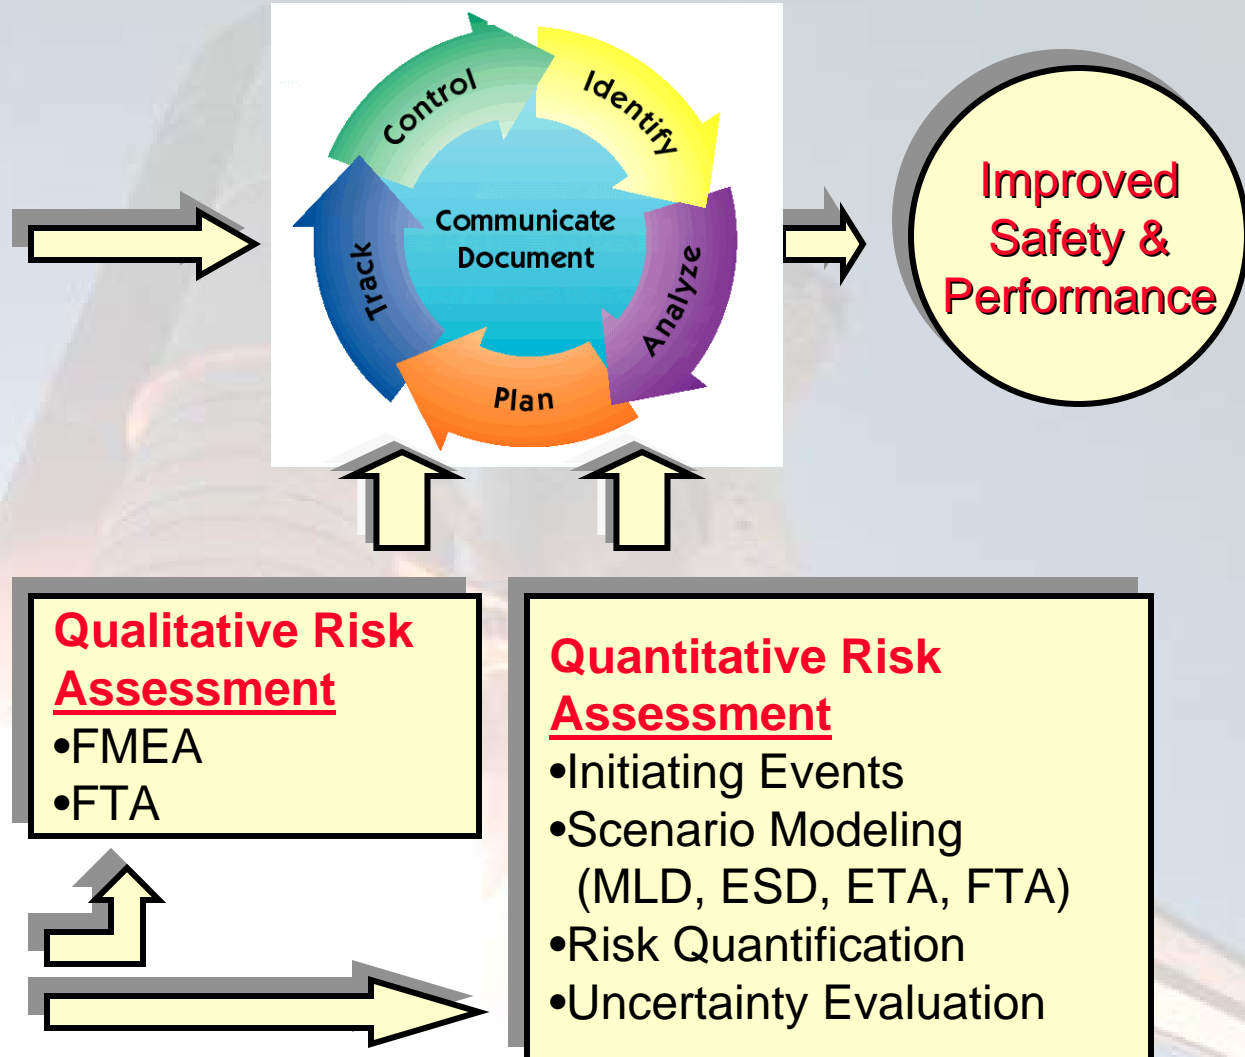 Control
Identify
Communicate
Document
Track
Analyze
Plan
Improved
Safety &
Performance
Qualitative Risk
Assessment
•FMEA
•FTA
Quantitative Risk
Assessment
•Initiating Events
•Scenario Modeling
(MLD, ESD, ETA, FTA)
•Risk Quantification
•Uncertainty Evaluation